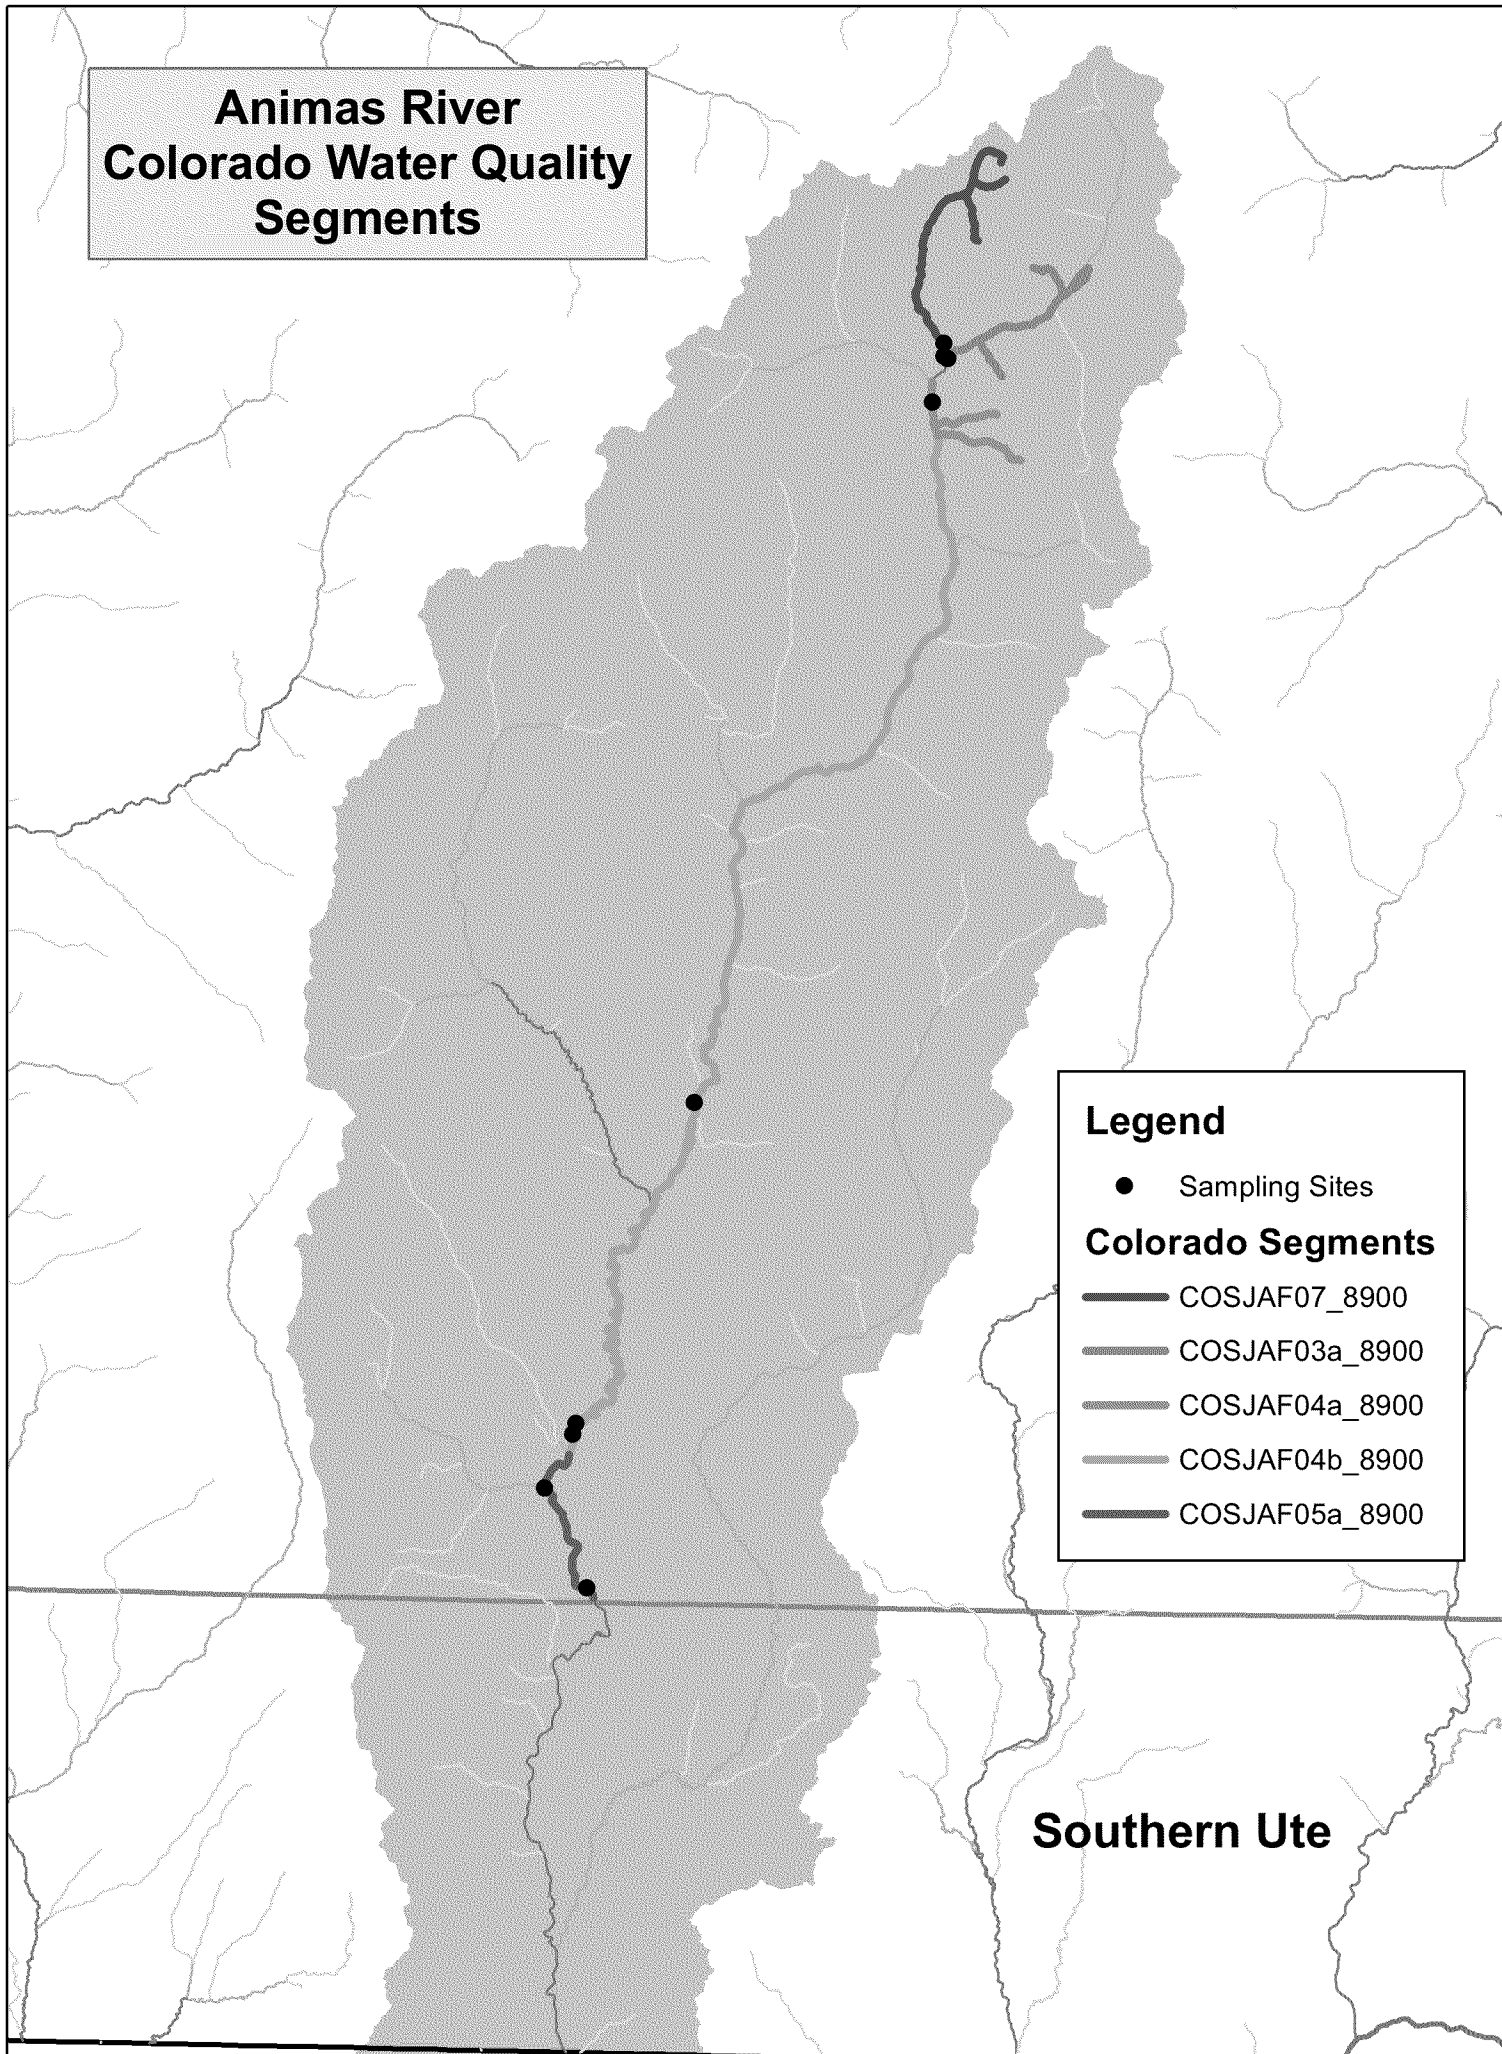 Animas River
Colorado Water Quality
Segments
Legend
Sampling Sites
Colorado Segments
COSJAF07_8900
COSJAF03a_8900
COSJAF04a_8900
COSJAF04b_8900
COSJAF05a_8900
Southern Ute